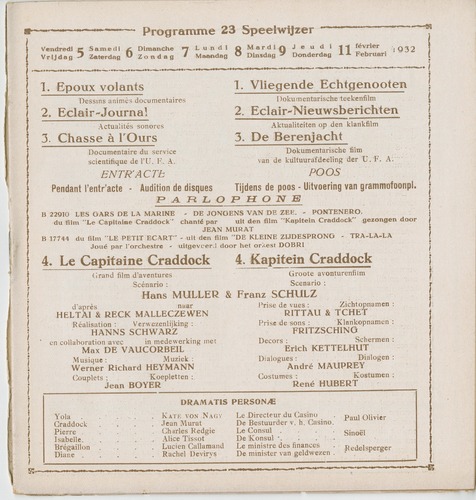 Programme 23 Speelwijzer
Vendredi Vrijdag 5 Samedi Zaterdag 6 Dimanche Zondag 7 Lundi Maandag 8 Mardi Dinsdag 9 Jeudi Donderdag 11 février Februari 1932
1. Epoux volants
1. Vliegende Echtgenooten
Dessins animés documentaires
Dokumentarische teekenfilm
2. Eclair-Journal
2. Eclair-Nieuwsberichten
Actualités sonores
Aktualiteiten op den klankfilm
3. Chasse à l'Ours
3. De Berenjacht
Documentaire du service
Dokumentarische film
scientifique de l'U. F. A.
van de kultuurafdeeling der U. F. A.
ENTR'ACTE:
POOS
Pendant l'entr'acte - Audition de disques
Tijdens de poos - Uitvoering van grammofoonpl.
PARLOPHONE
B 22910 LES GARS DE LA MARINE - DE JONGENS VAN DE ZEE. - PONTENERO.
du film "Le Capitaine Craddock" chanté par uit den film "Kapitein Craddock" gezongen door
JEAN MURAT
B 17744 du film "LE PETIT ECART" - uit den film "DE KLEINE ZIJDESPRONG - TRA-LA-LA
Joué par l'orchestre - uitgevoerd door het orkest DOBRI
4. Le Capitaine Craddock
4. Kapitein Craddock
Grand film d'aventures
Groote avonturenfilm
Scénario :
Scenario :
Hans MULLER & Franz SCHULZ
d'après naar
HELTAI & RECK MALLECZEWEN
Réalisation : Verwezenlijking :
HANNS SCHWARZ
en collaboration avec in medewerking met
Max DE VAUCORBEIL
Musique : Muziek :
Werner Richard HEYMANN
Couplets : Koepletten :
Jean BOYER
Prise de vues : Zichtopnamen :
RITTAU & TCHET
Prise de sons : Klankopnamen :
FRITZSCHING
Decors : Schermen :
Erich KETTELHUT
Dialogues : Dialogen :
André MAUPREY
Costumes : Kostumen :
René HUBERT
DRAMATIS PERSONÆ
Yola KATE VON NAGY
Craddock Jean Murat
Pierre Charles Redgie
Isabelle. Alice Tissot
Brégaillon Lucien Callamand
Diane Rachel Devirys
Le Directeur du Casino
De Bestuurder v. h. Casino. Paul Olivier
Le Consul
De Konsul Sinoël
Le ministre des finances
De minister van geldwezen Redelsperger